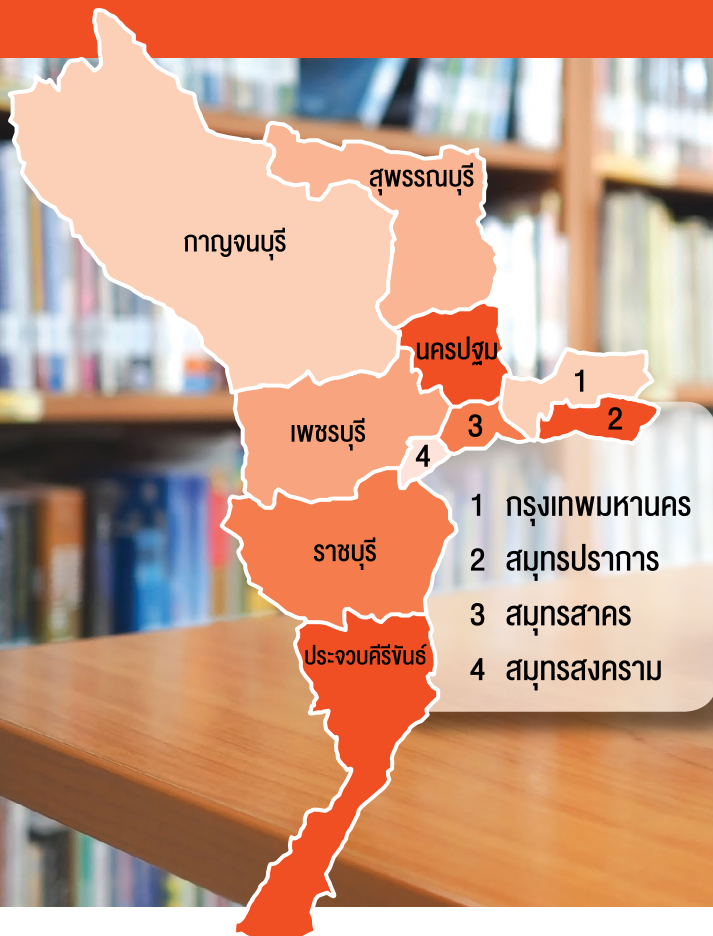 สุพรรณบุรี
กาญจนบุรี
นครปฐม
1
2
3
เพชรบุรี
4
ราชบุรี
ประจวบคีรีขันธ์
1 กรุงเทพมหานคร
2 สมุทรปราการ
3 สมุทรสาคร
4 สมุทรสงคราม